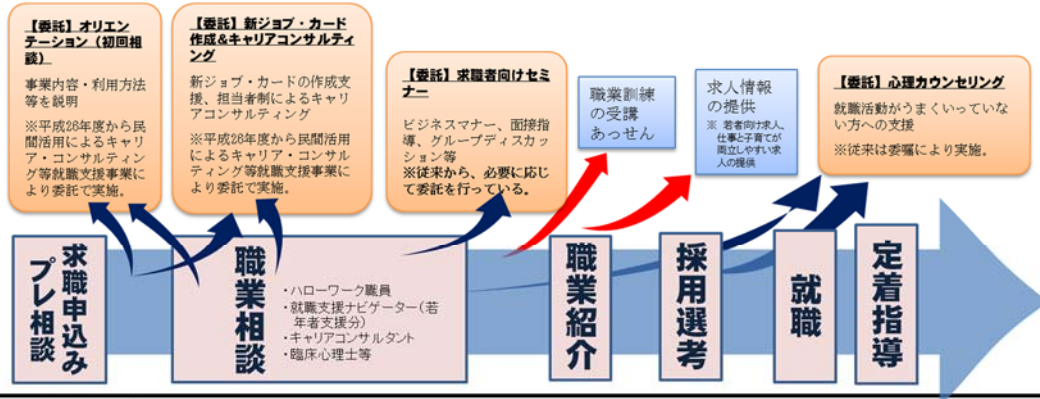 【委託】オリエン
テーション（初回相
談）
事業内容・利用方法
等を説明
※平成26年度から民
間活用によるキャリ
ア・コンサルティン
グ等就職支援事業に
より委託で実施。
【委託】新ジョブ・カード
作成&キャリアコンサルティ
ング
新ジョブ・カードの作成支
援、担当者制によるキャリ
アコンサルティング
※平成26年度から民間活用
によるキャリア・コンサル
ティング等就職支援事業に
より委託で実施。
【委託】求職者向けセミ
ナー
ビジネスマナー、面接指
導、グループディスカッ
ション等
※従来から、必要に応じ
て委託を行っている。
職業訓練
の受講
あっせん
求人情報
の提供
※ 若者向け求人、
仕事と子育てが
両立しやすい求
人の提供
【委託】心理カウンセリング
就職活動がうまくいっていな
い方への支援
※従来は委嘱により実施。
求職申込み
プレ相談
職業相談
・ハローワーク職員
・就職支援ナビゲーター（若
年者支援分）
・キャリアコンサルタント
・臨床心理士等
職業紹介
採用選考
就職
定着指導